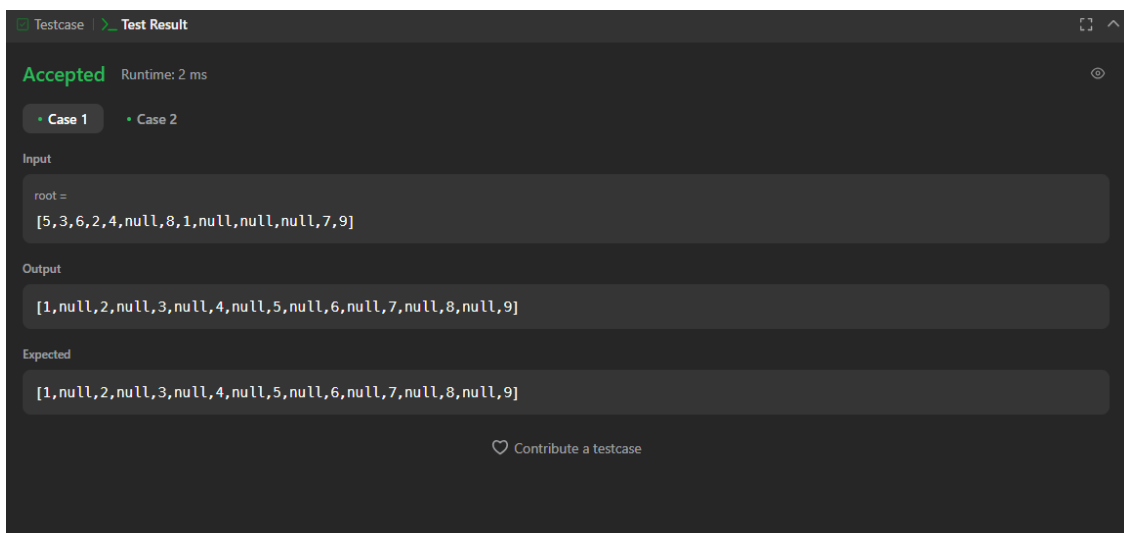 Testcase | >_ Test Result
Accepted Runtime: 2 ms
• Case 1 • Case 2
Input
root =
[5,3,6,2,4,null,8,1,null,null,null,7,9]
Output
[1,null,2,null,3,null,4,null,5,null,6,null,7,null,8,null,9]
Expected
[1,null,2,null,3,null,4,null,5,null,6,null,7,null,8,null,9]
Contribute a testcase